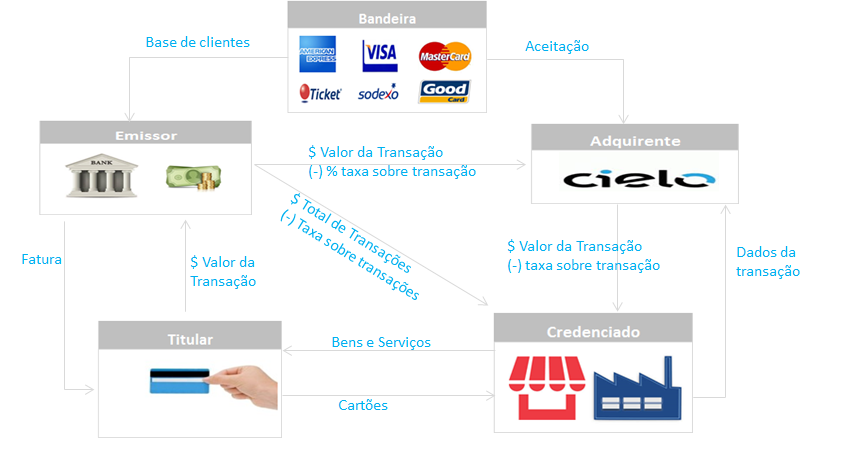 Bandeira
AMERICAN
EXPRESS
VISA
MasterCard
Ticket
sodexo
Good
Card
Base de clientes
Aceitação
Emissor
BANK
Adquirente
cielo
$ Valor da Transação
(-) % taxa sobre transação
$ Total de Transações
(-) Taxa sobre transações
$ Valor da Transação
(-) taxa sobre transação
Dados da
transação
Fatura
$ Valor da
Transação
Titular
Bens e Serviços
Cartões
Credenciado